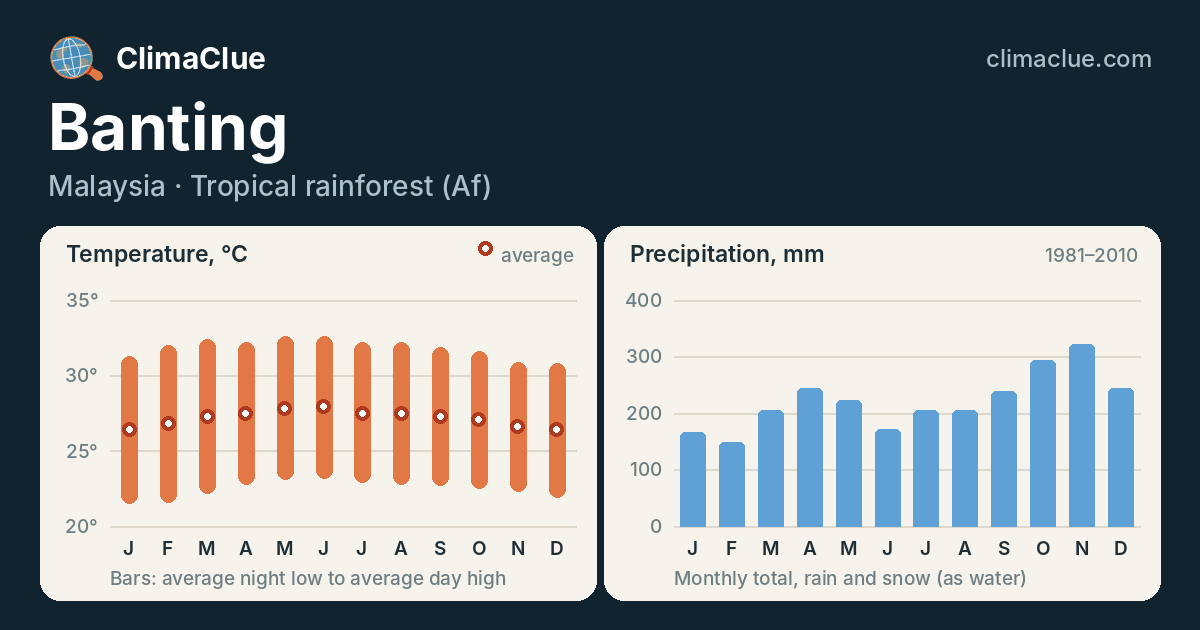 ClimaClue
climaclue.com
Banting
Malaysia · Tropical rainforest (Af)
Temperature, °C
average
35°
30°
25°
20°
J F M A M J J A S O N D
Bars: average night low to average day high
Precipitation, mm
1981–2010
400
300
200
100
0
J F M A M J J A S O N D
Monthly total, rain and snow (as water)